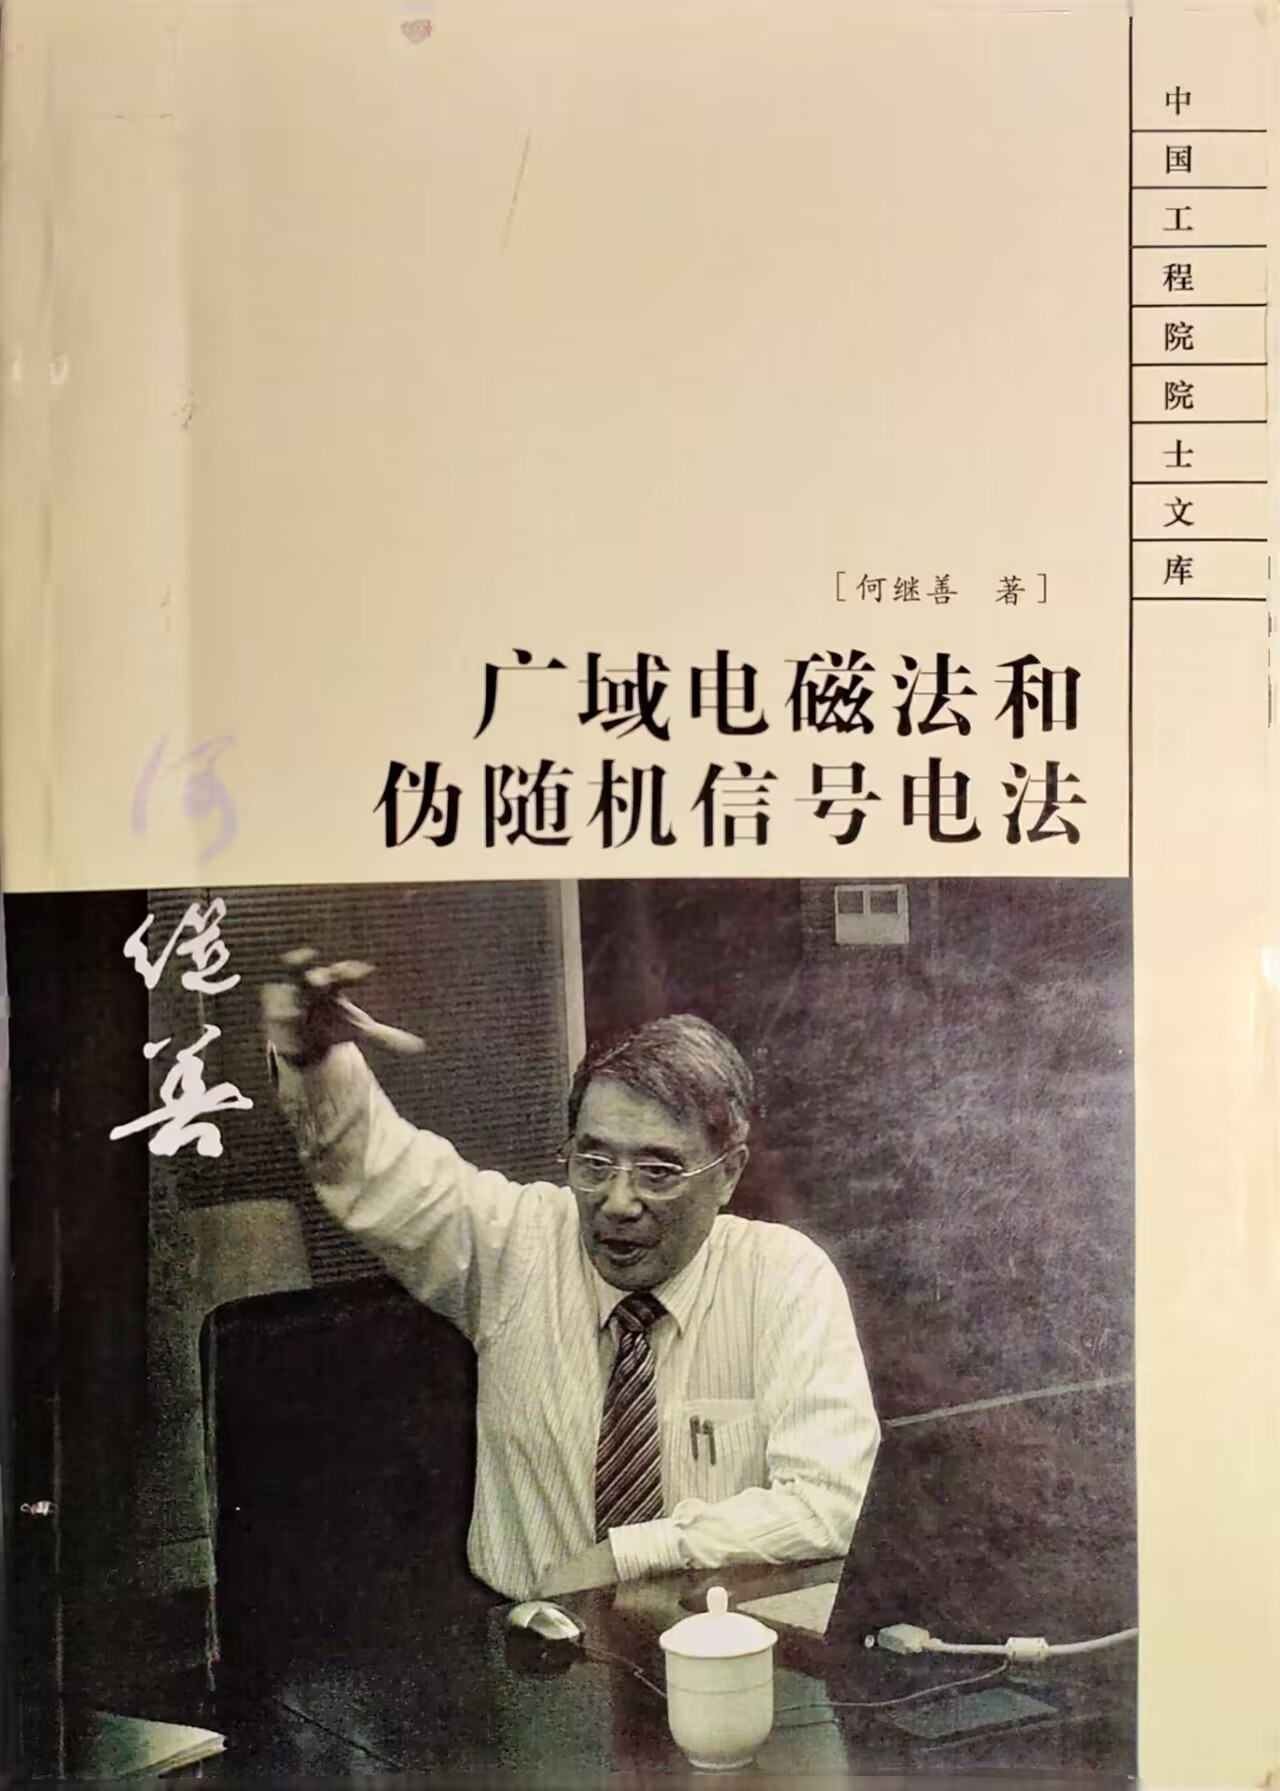 中国工程院院士文库
[何继善 著]
广域电磁法和
伪随机信号电法
何继善